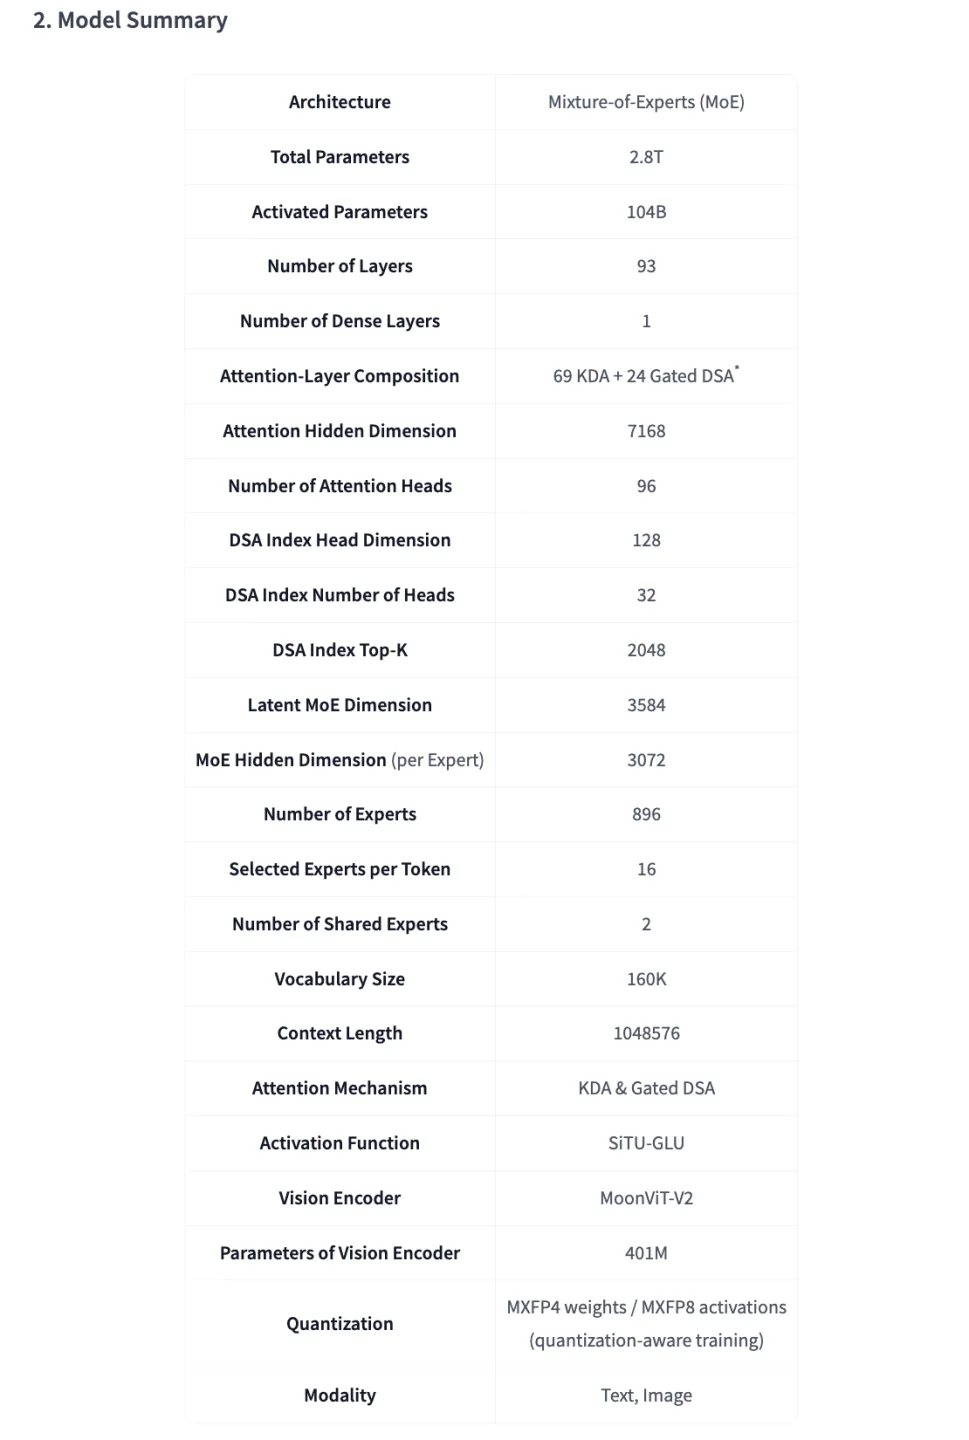 2. Model Summary
Architecture Mixture-of-Experts (MoE)
Total Parameters 2.8T
Activated Parameters 104B
Number of Layers 93
Number of Dense Layers 1
Attention-Layer Composition 69 KDA + 24 Gated DSA*
Attention Hidden Dimension 7168
Number of Attention Heads 96
DSA Index Head Dimension 128
DSA Index Number of Heads 32
DSA Index Top-K 2048
Latent MoE Dimension 3584
MoE Hidden Dimension (per Expert) 3072
Number of Experts 896
Selected Experts per Token 16
Number of Shared Experts 2
Vocabulary Size 160K
Context Length 1048576
Attention Mechanism KDA & Gated DSA
Activation Function SiTU-GLU
Vision Encoder MoonViT-V2
Parameters of Vision Encoder 401M
Quantization MXFP4 weights / MXFP8 activations
(quantization-aware training)
Modality Text, Image